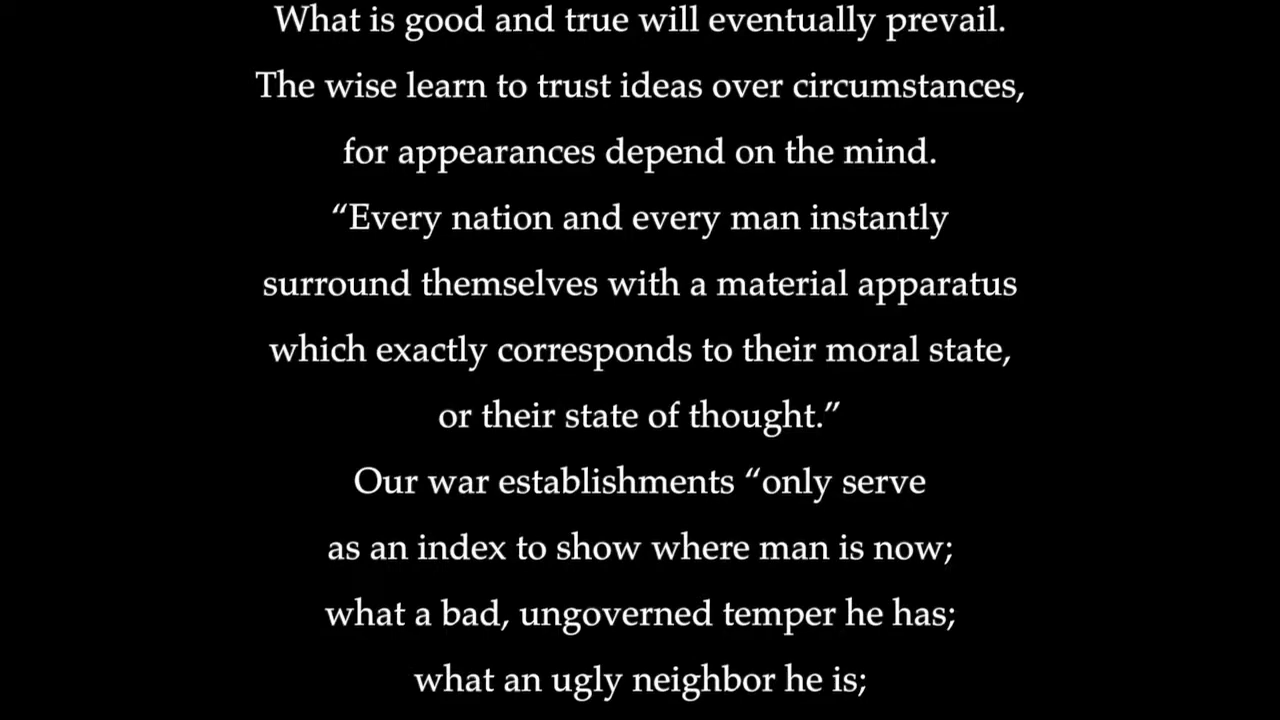 What is good and true will eventually prevail.
The wise learn to trust ideas over circumstances,
for appearances depend on the mind.
“Every nation and every man instantly
surround themselves with a material apparatus
which exactly corresponds to their moral state,
or their state of thought.”
Our war establishments “only serve
as an index to show where man is now;
what a bad, ungoverned temper he has;
what an ugly neighbor he is;